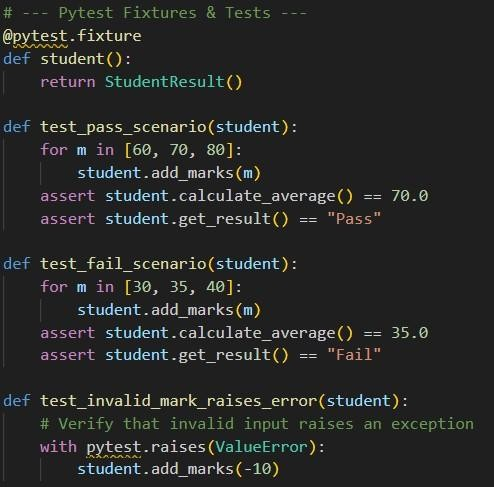 # --- Pytest Fixtures & Tests ---
@pytest.fixture
def student():
    return StudentResult()

def test_pass_scenario(student):
    for m in [60, 70, 80]:
        student.add_marks(m)
    assert student.calculate_average() == 70.0
    assert student.get_result() == "Pass"

def test_fail_scenario(student):
    for m in [30, 35, 40]:
        student.add_marks(m)
    assert student.calculate_average() == 35.0
    assert student.get_result() == "Fail"

def test_invalid_mark_raises_error(student):
    # Verify that invalid input raises an exception
    with pytest.raises(ValueError):
        student.add_marks(-10)